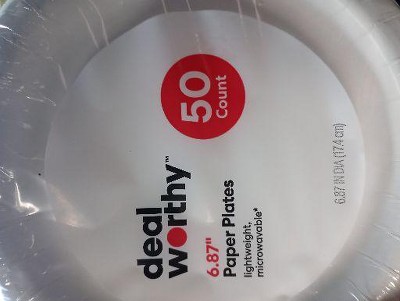 deal
worthy™
6.87"
Paper Plates
lightweight,
microwavable*
50
Count
6.87 IN DIA (17.4 cm)